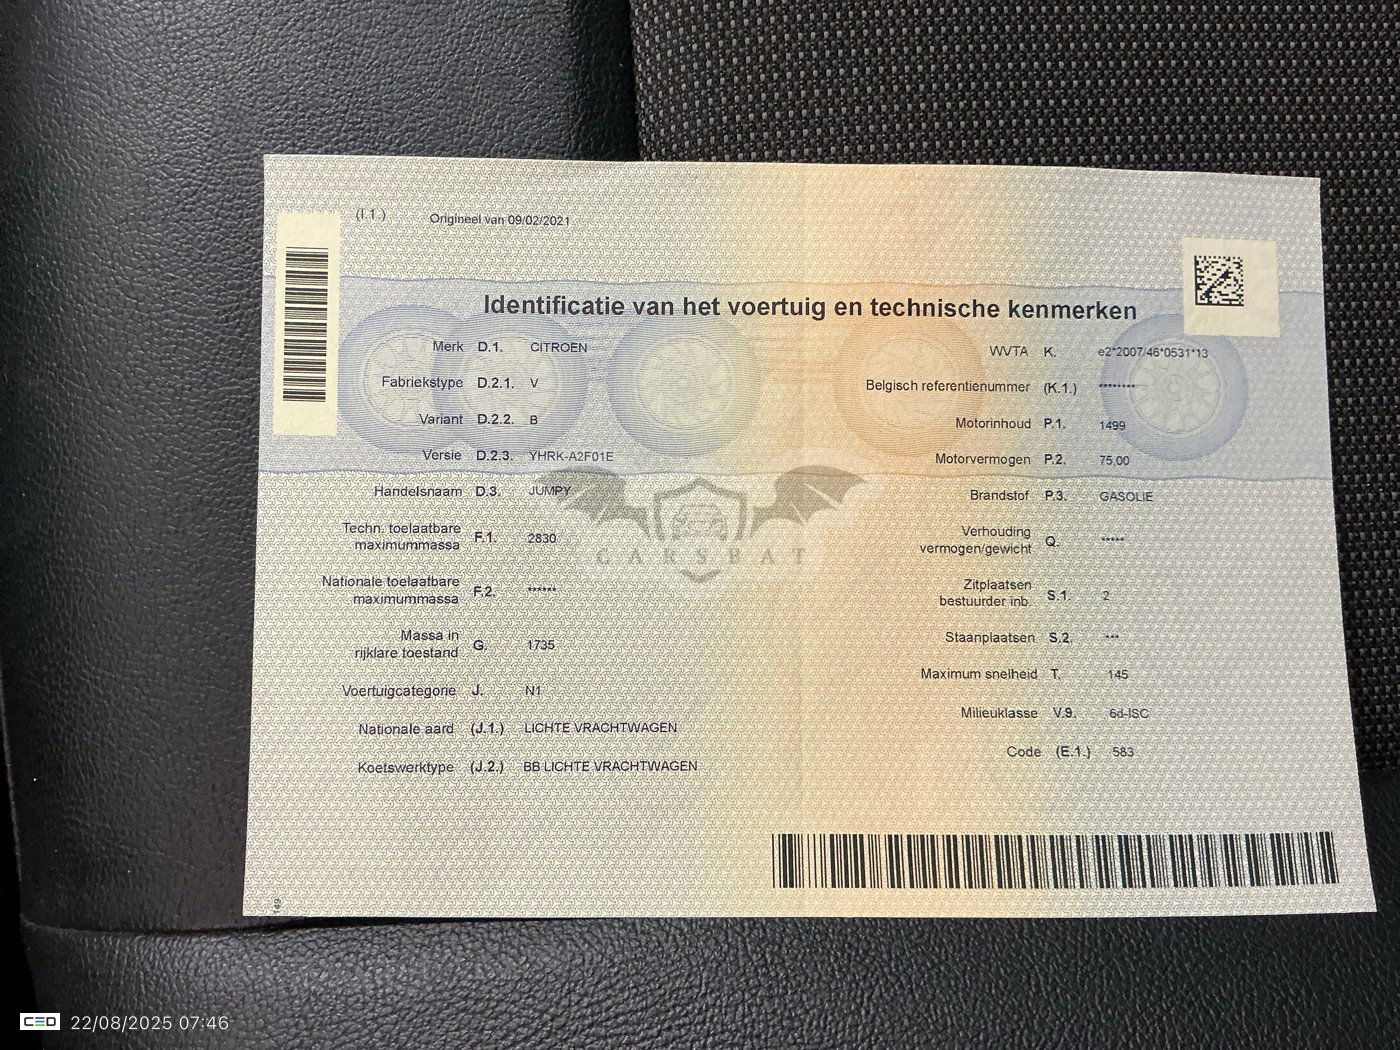 (I.1.) Origineel van 09/02/2021
Identificatie van het voertuig en technische kenmerken
Merk D.1. CITROEN
Fabriekstype D.2.1. V
Variant D.2.2. B
Versie D.2.3. YHRK-A2F01E
Handelsnaam D.3. JUMPY
Techn. toelaatbare
maximummassa F.1. 2830
Nationale toelaatbare
maximummassa F.2. ******
Massa in
rijklare toestand G. 1735
Voertuigcategorie J. N1
Nationale aard (J.1.) LICHTE VRACHTWAGEN
Koetswerktype (J.2.) BB LICHTE VRACHTWAGEN
WVTA K. e2*2007/46*0531*13
Belgisch referentienummer (K.1.) ********
Motorinhoud P.1. 1499
Motorvermogen P.2. 75,00
Brandstof P.3. GASOLIE
Verhouding
vermogen/gewicht Q. *****
Zitplaatsen
bestuurder inb. S.1. 2
Staanplaatsen S.2. ***
Maximum snelheid T. 145
Milieuklasse V.9. 6d-ISC
Code (E.1.) 583
CARSBAT
149
CED 22/08/2025 07:46